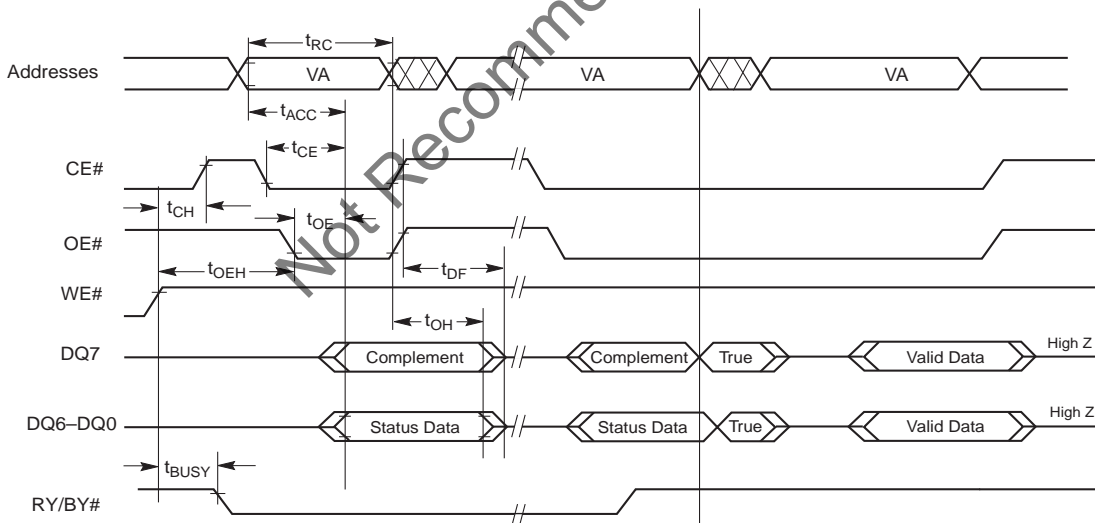 Not Recomme
tRC
Addresses
VA
VA
VA
tACC
tCE
CE#
tCH
tOE
OE#
tOEH
tDF
WE#
tOH
DQ7
Complement
Complement
True
Valid Data
High Z
DQ6–DQ0
Status Data
Status Data
True
Valid Data
High Z
tBUSY
RY/BY#